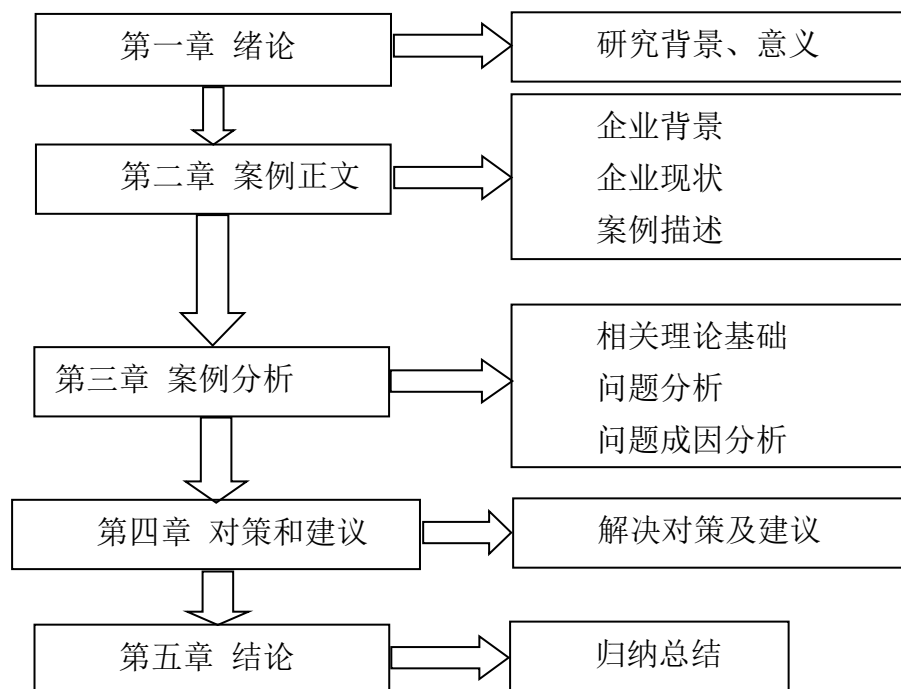 第一章 绪论
研究背景、意义
第二章 案例正文
企业背景
企业现状
案例描述
第三章 案例分析
相关理论基础
问题分析
问题成因分析
第四章 对策和建议
解决对策及建议
第五章 结论
归纳总结